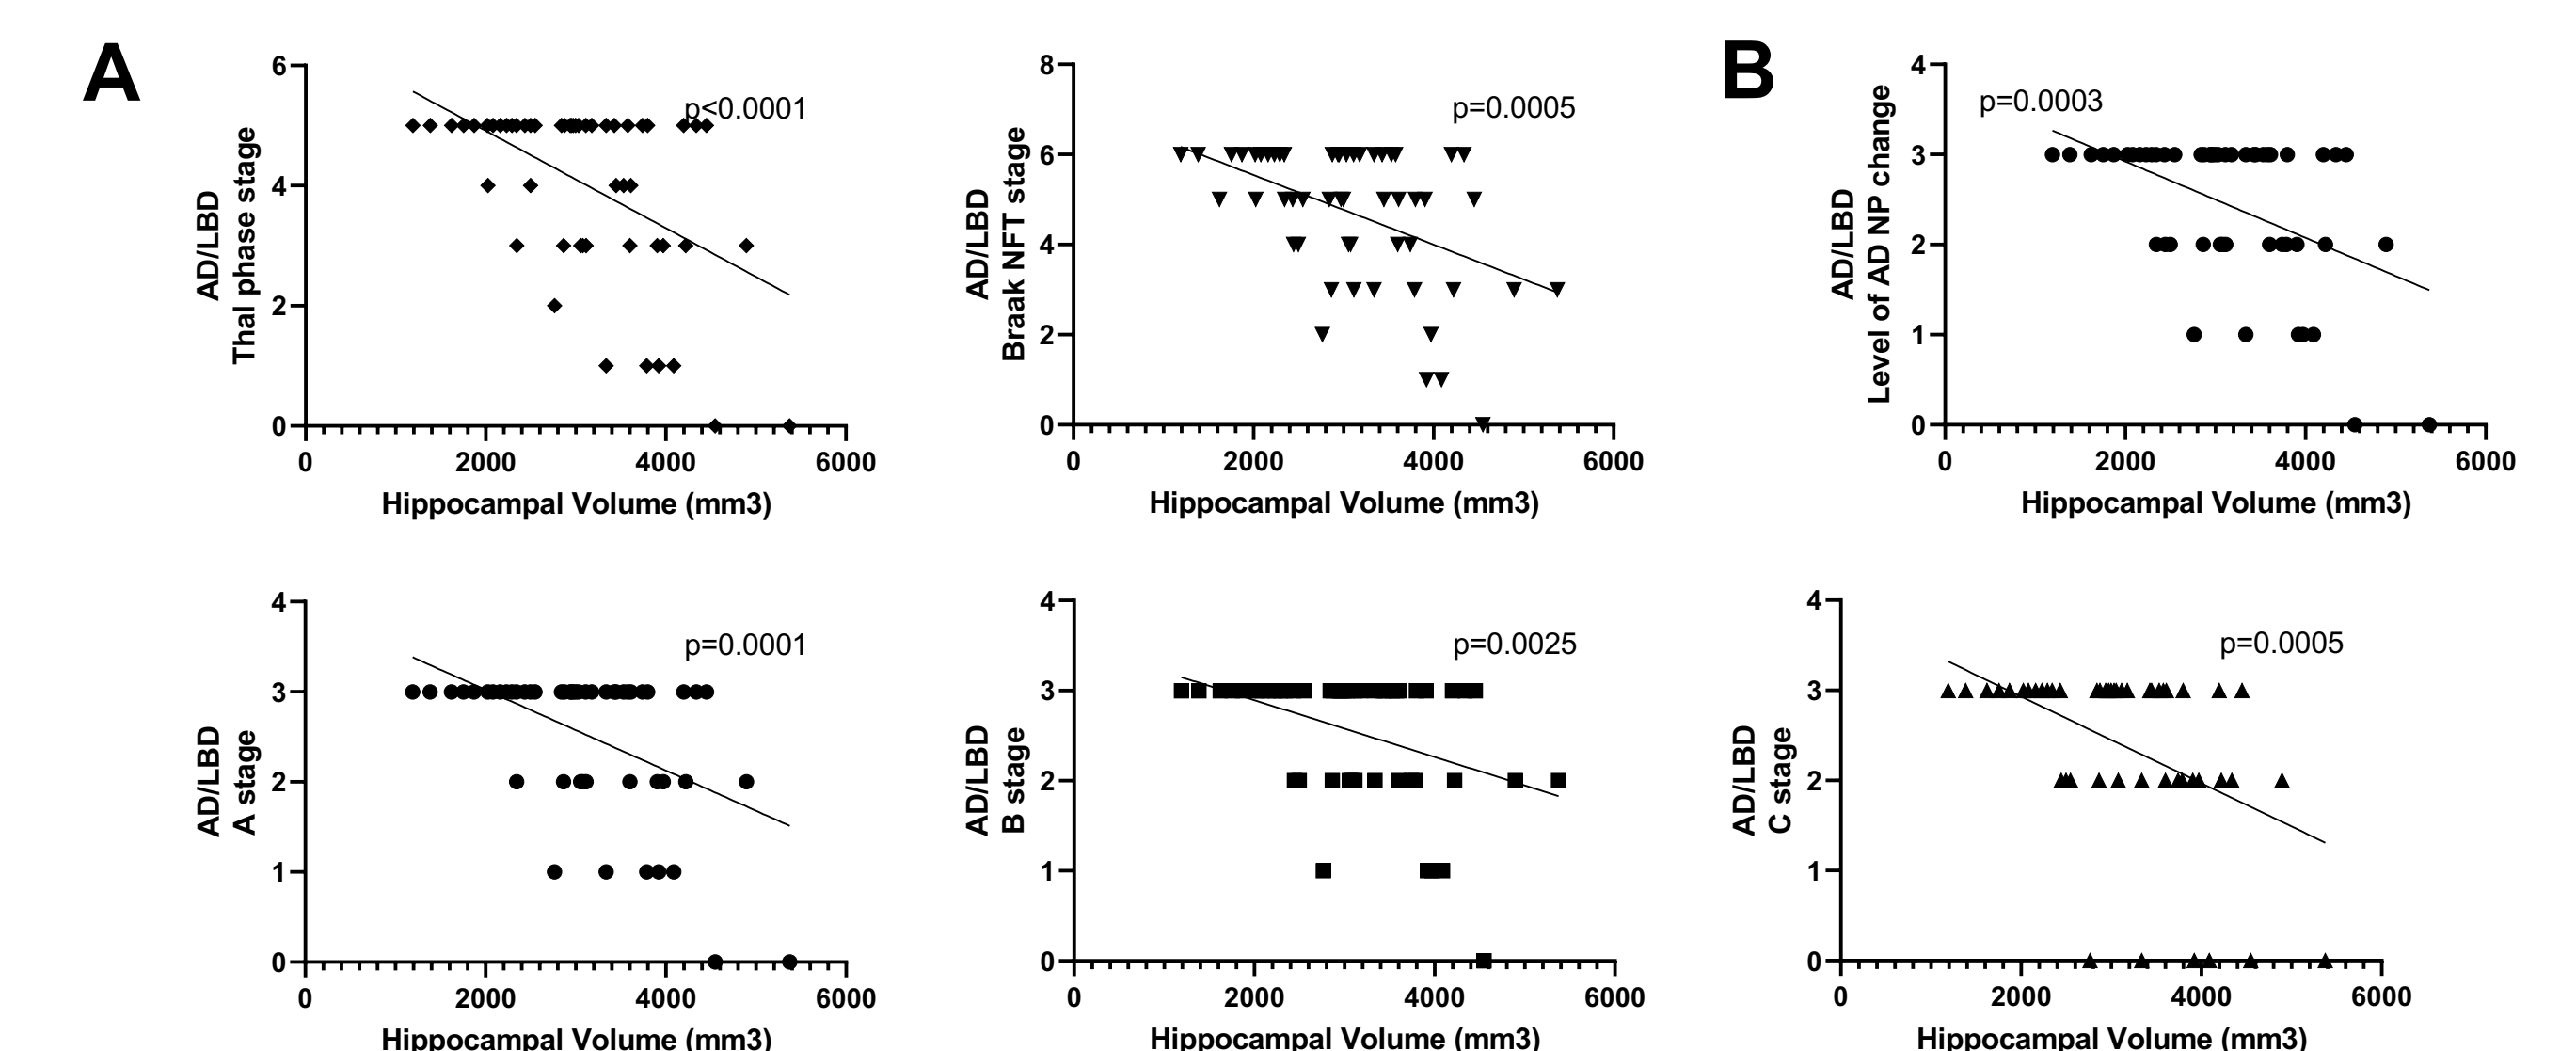 A
B
AD/LBD
Thal phase stage
6
4
2
0
p<0.0001
0 2000 4000 6000
Hippocampal Volume (mm3)
AD/LBD
Braak NFT stage
8
6
4
2
0
p=0.0005
0 2000 4000 6000
Hippocampal Volume (mm3)
AD/LBD
Level of AD NP change
4
3
2
1
0
p=0.0003
0 2000 4000 6000
Hippocampal Volume (mm3)
AD/LBD
A stage
4
3
2
1
0
p=0.0001
0 2000 4000 6000
Hippocampal Volume (mm3)
AD/LBD
B stage
4
3
2
1
0
p=0.0025
0 2000 4000 6000
Hippocampal Volume (mm3)
AD/LBD
C stage
4
3
2
1
0
p=0.0005
0 2000 4000 6000
Hippocampal Volume (mm3)